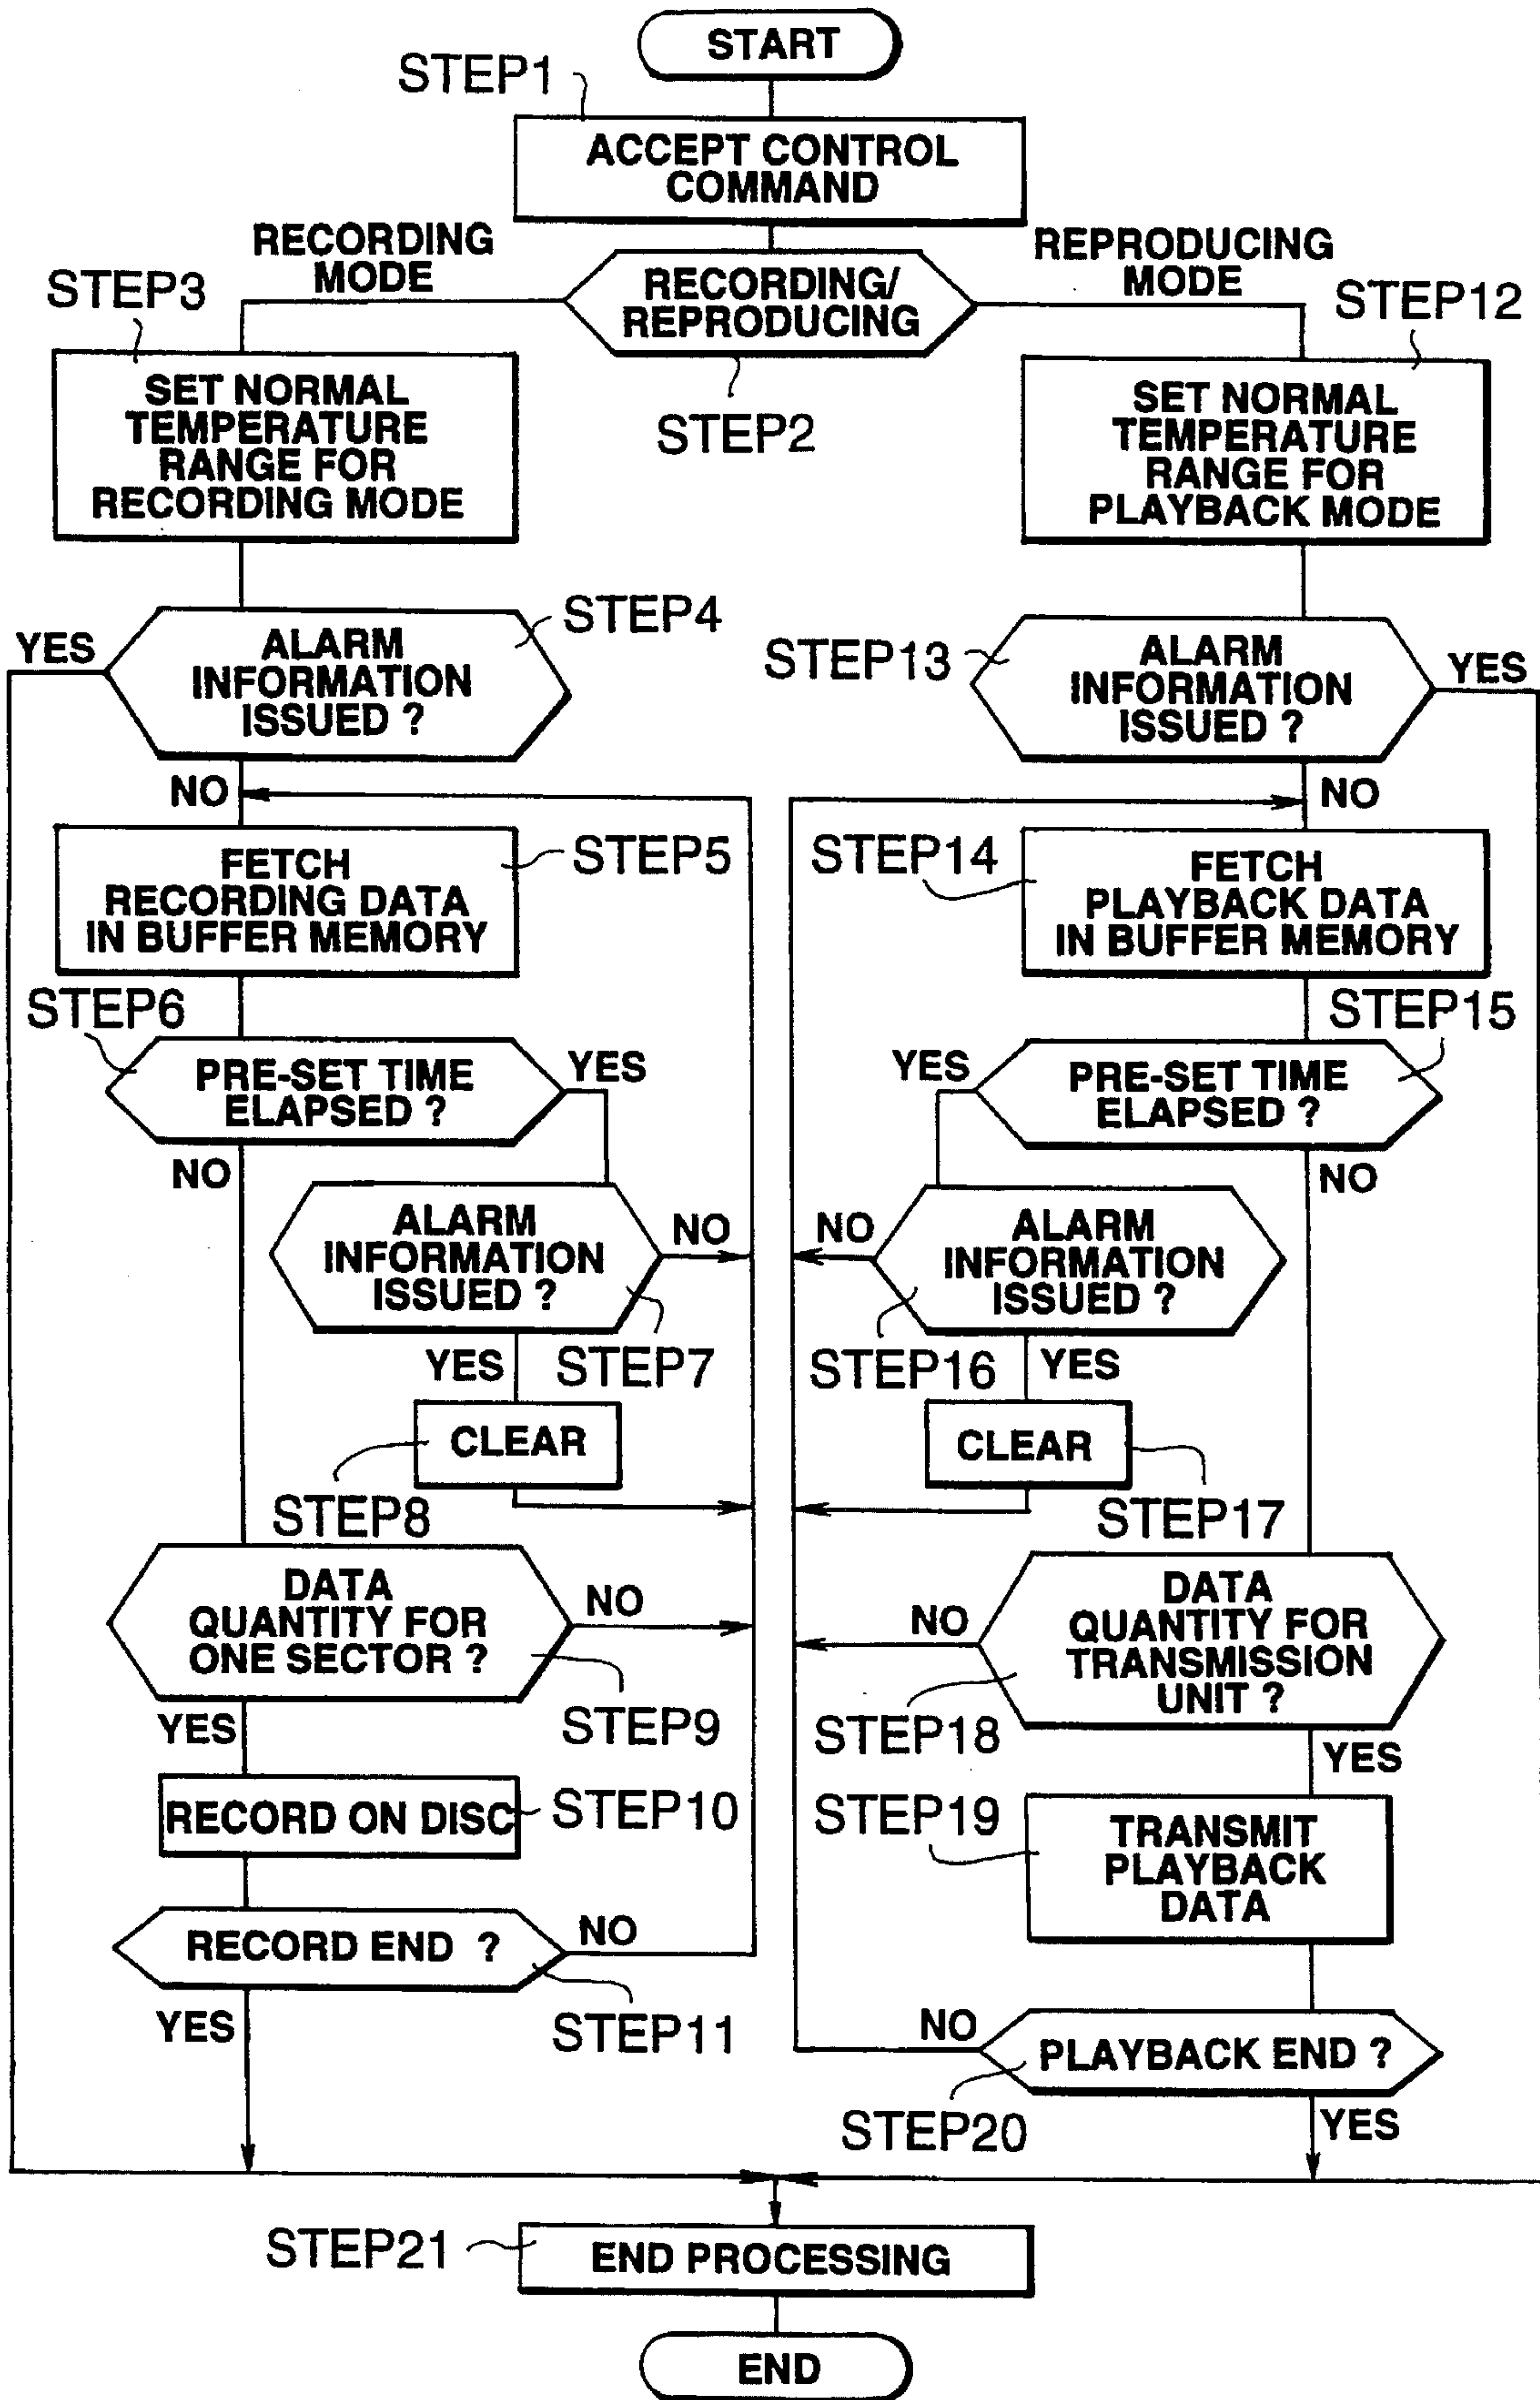 START
STEP1
ACCEPT CONTROL
COMMAND
RECORDING
MODE
RECORDING/
REPRODUCING
REPRODUCING
MODE
STEP3
STEP12
STEP2
SET NORMAL
TEMPERATURE
RANGE FOR
RECORDING MODE
SET NORMAL
TEMPERATURE
RANGE FOR
PLAYBACK MODE
STEP4
YES
ALARM
INFORMATION
ISSUED ?
STEP13
ALARM
INFORMATION
ISSUED ?
YES
NO
NO
FETCH
RECORDING DATA
IN BUFFER MEMORY
STEP5
STEP14
FETCH
PLAYBACK DATA
IN BUFFER MEMORY
STEP6
STEP15
PRE-SET TIME
ELAPSED ?
YES
YES
PRE-SET TIME
ELAPSED ?
NO
NO
ALARM
INFORMATION
ISSUED ?
NO
NO
ALARM
INFORMATION
ISSUED ?
YES
STEP7
STEP16
YES
CLEAR
CLEAR
STEP8
STEP17
DATA
QUANTITY FOR
ONE SECTOR ?
NO
NO
DATA
QUANTITY FOR
TRANSMISSION
UNIT ?
YES
STEP9
STEP18
YES
RECORD ON DISC
STEP10
STEP19
TRANSMIT
PLAYBACK
DATA
RECORD END ?
NO
YES
STEP11
NO
PLAYBACK END ?
STEP20
YES
STEP21
END PROCESSING
END